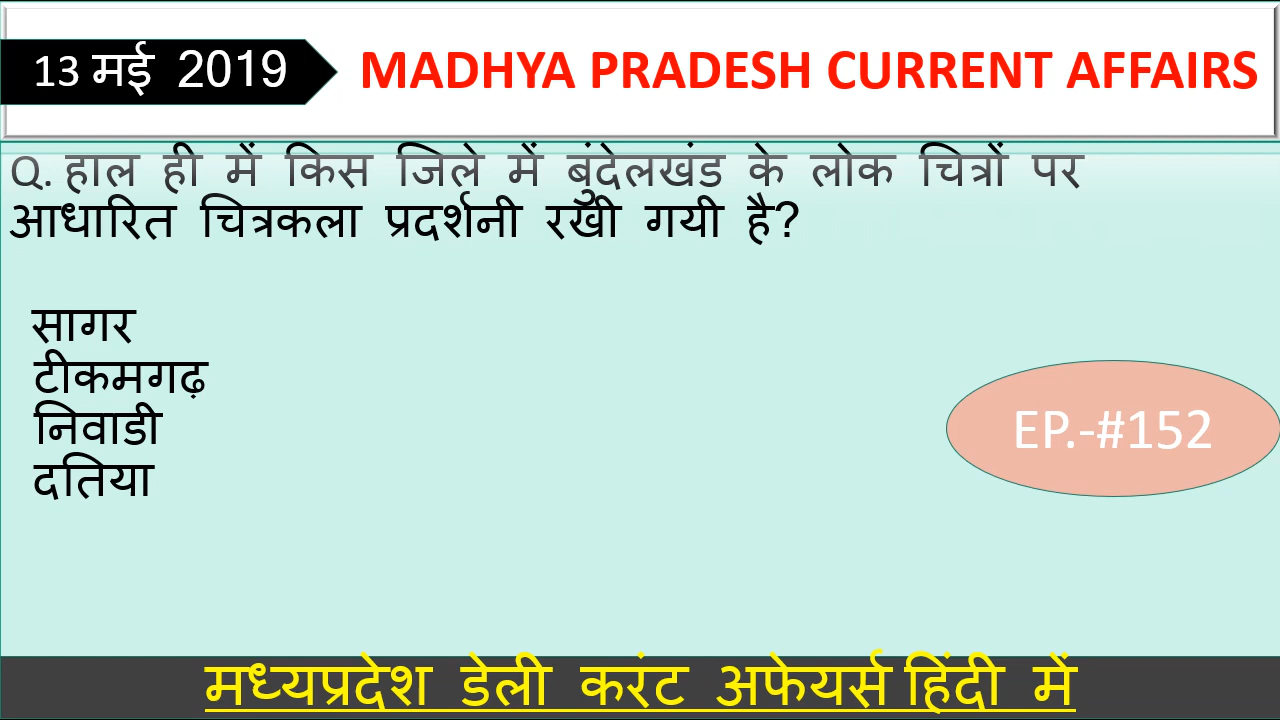 13 मई 2019
MADHYA PRADESH CURRENT AFFAIRS
Q. हाल ही में किस जिले में बुंदेलखंड के लोक चित्रों पर
आधारित चित्रकला प्रदर्शनी रखी गयी है?
सागर
टीकमगढ़
निवाडी
दतिया
EP.-#152
मध्यप्रदेश डेली करंट अफेयर्स हिंदी में